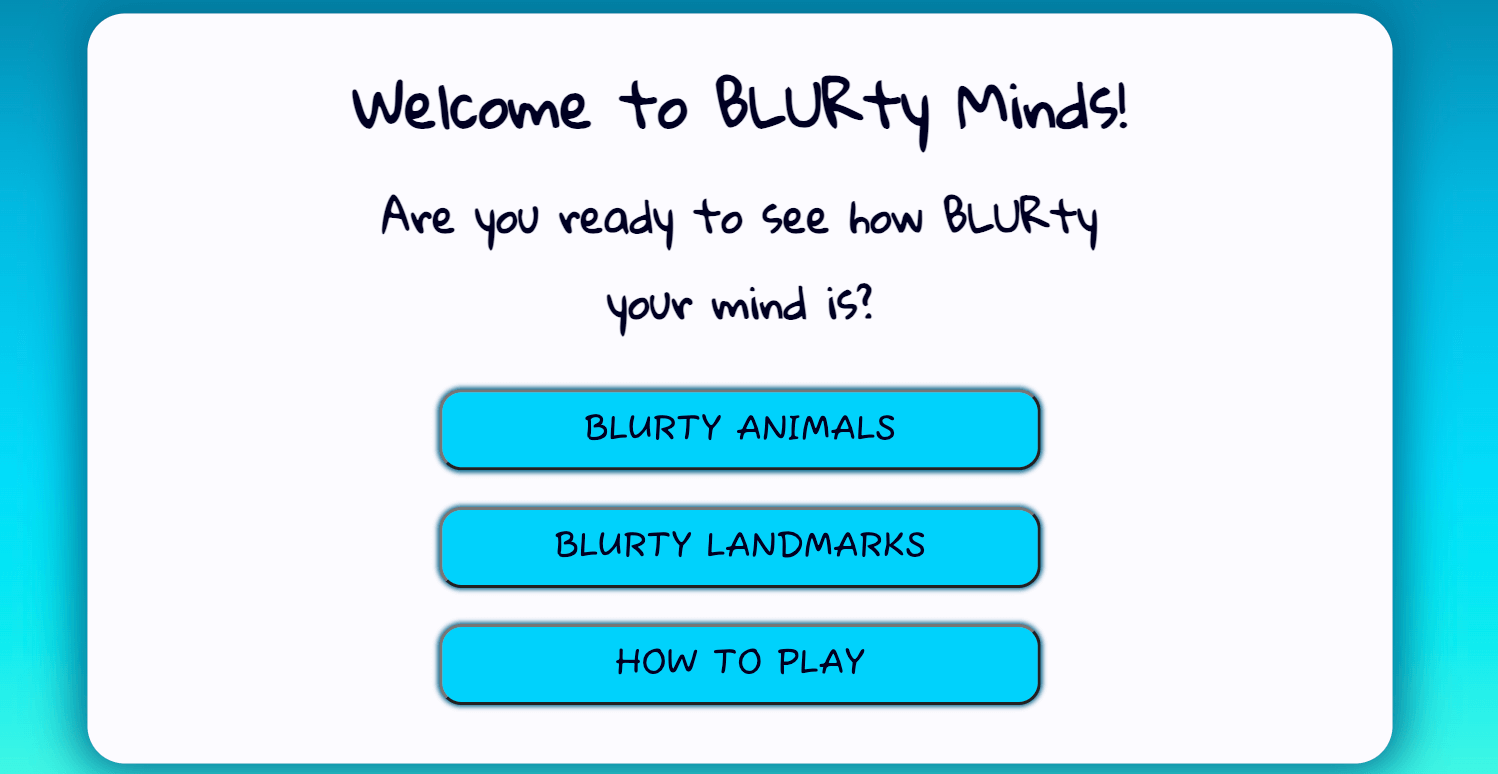 Welcome to BLURty Minds!
Are you ready to see how BLURty
your mind is?
BLURTY ANIMALS
BLURTY LANDMARKS
HOW TO PLAY